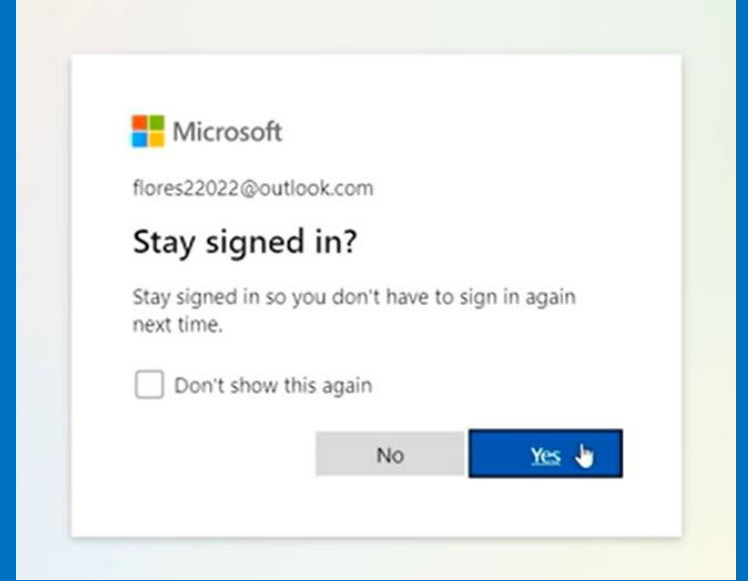 Microsoft
flores22022@outlook.com
Stay signed in?
Stay signed in so you don't have to sign in again
next time.
Don't show this again
No
Yes